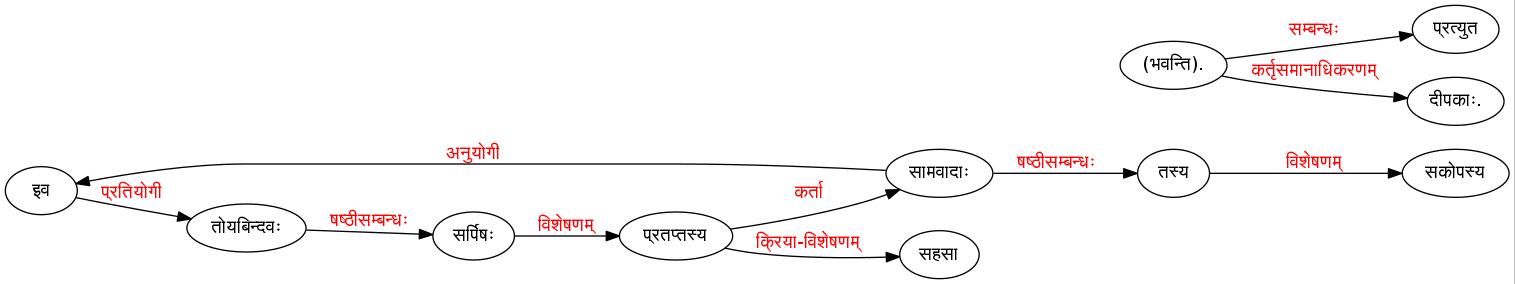 सम्बन्धः
प्रत्युत
(भवन्ति).
कर्तृसमानाधिकरणम्
दीपकाः.
अनुयोगी
इव
प्रतियोगी
तोयबिन्दवः
षष्ठीसम्बन्धः
सर्पिषः
विशेषणम्
प्रतप्तस्य
कर्ता
सामवादाः
षष्ठीसम्बन्धः
तस्य
विशेषणम्
सकोपस्य
क्रिया-विशेषणम्
सहसा